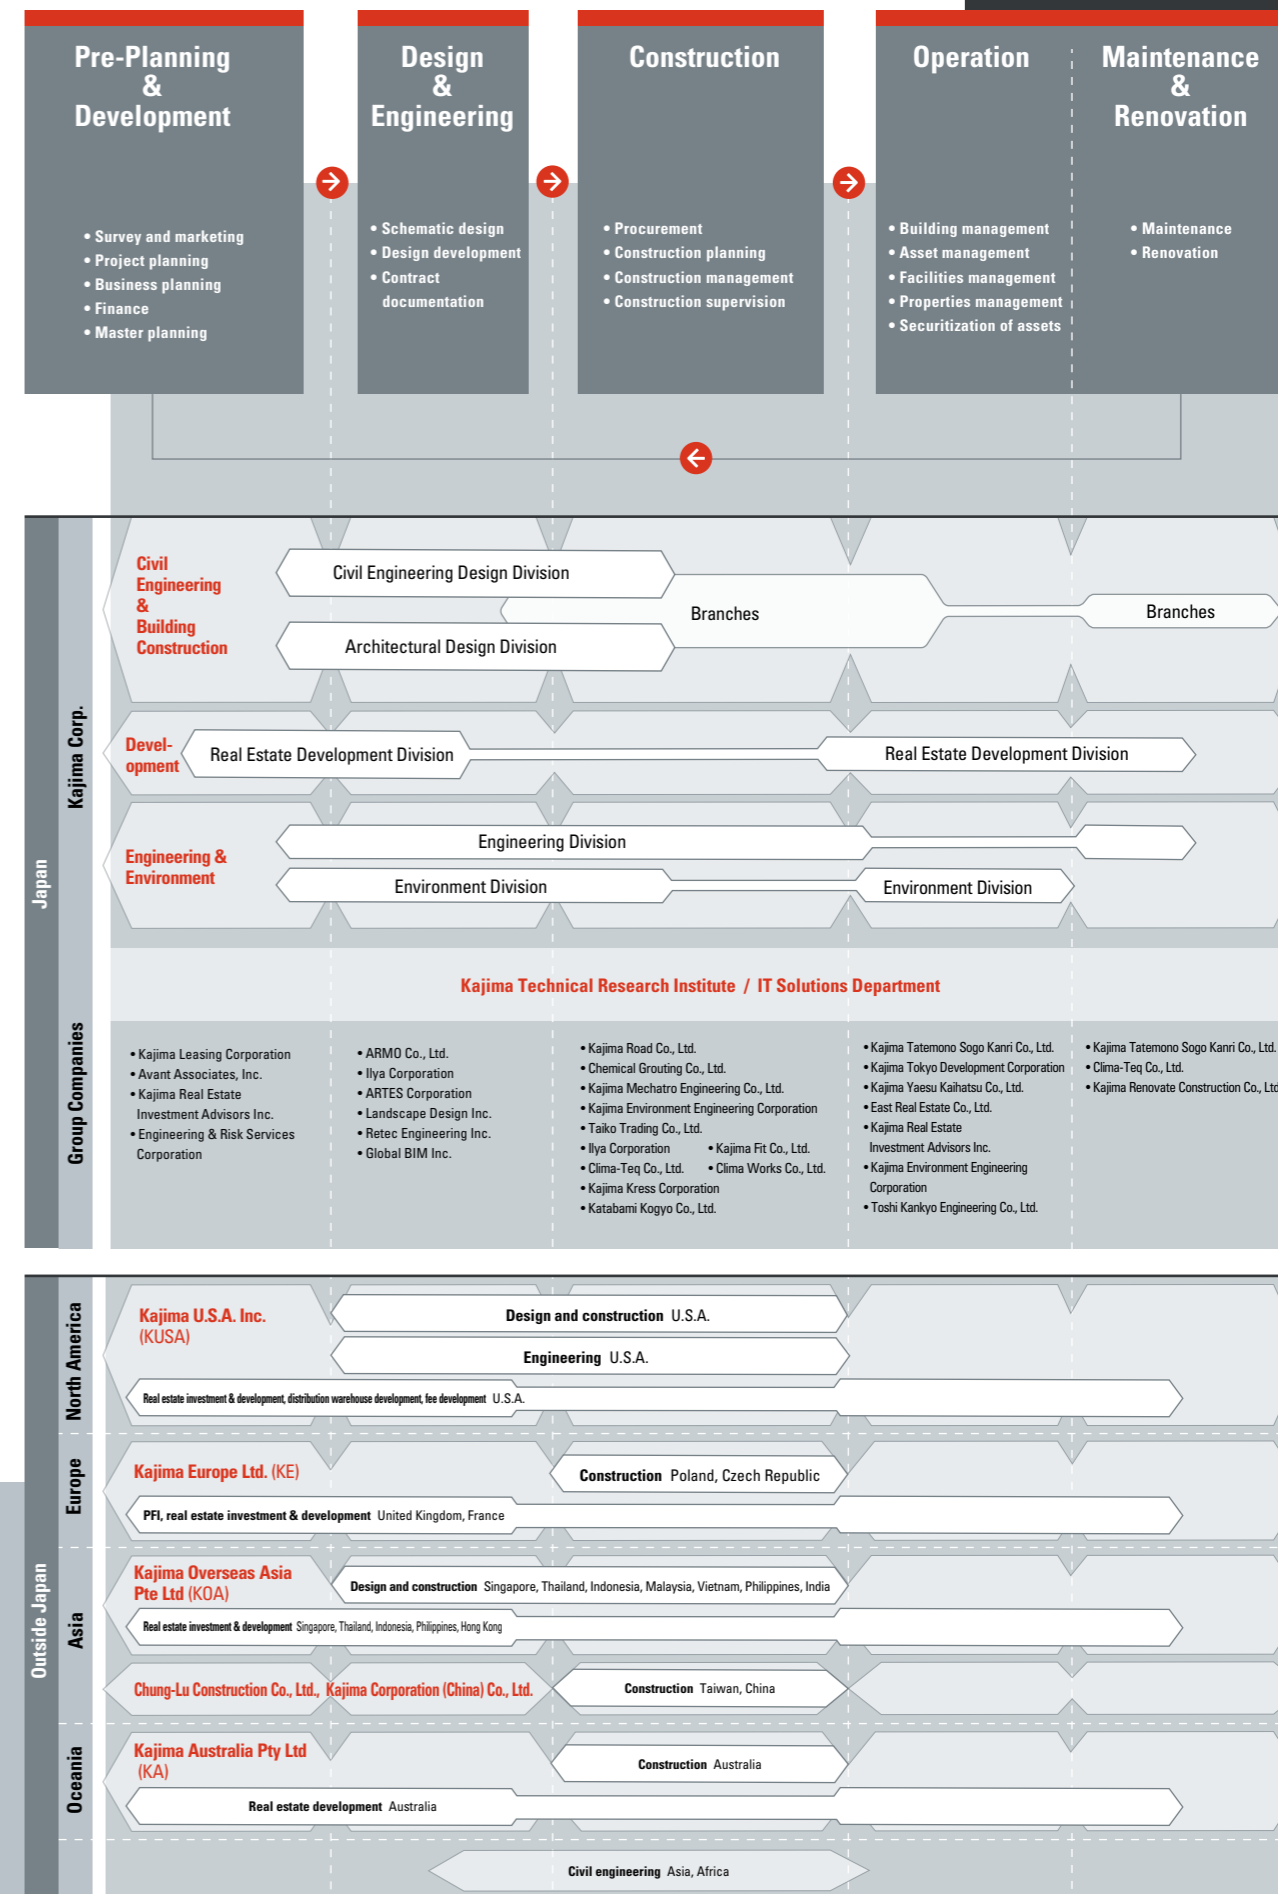 Pre-Planning
&
Development
• Survey and marketing
• Project planning
• Business planning
• Finance
• Master planning
Design
&
Engineering
• Schematic design
• Design development
• Contract
documentation
Construction
• Procurement
• Construction planning
• Construction management
• Construction supervision
Operation
• Building management
• Asset management
• Facilities management
• Properties management
• Securitization of assets
Maintenance
&
Renovation
• Maintenance
• Renovation
Japan
Kajima Corp.
Civil
Engineering
&
Building
Construction
Civil Engineering Design Division
Architectural Design Division
Branches
Branches
Devel-
opment
Real Estate Development Division
Real Estate Development Division
Engineering &
Environment
Engineering Division
Environment Division
Environment Division
Kajima Technical Research Institute / IT Solutions Department
Group Companies
• Kajima Leasing Corporation
• Avant Associates, Inc.
• Kajima Real Estate
Investment Advisors Inc.
• Engineering & Risk Services
Corporation
• ARMO Co., Ltd.
• Ilya Corporation
• ARTES Corporation
• Landscape Design Inc.
• Retec Engineering Inc.
• Global BIM Inc.
• Kajima Road Co., Ltd.
• Chemical Grouting Co., Ltd.
• Kajima Mechatro Engineering Co., Ltd.
• Kajima Environment Engineering Corporation
• Taiko Trading Co., Ltd.
• Ilya Corporation • Kajima Fit Co., Ltd.
• Clima-Teq Co., Ltd. • Clima Works Co., Ltd.
• Kajima Kress Corporation
• Katabami Kogyo Co., Ltd.
• Kajima Tatemono Sogo Kanri Co., Ltd.
• Kajima Tokyo Development Corporation
• Kajima Yaesu Kaihatsu Co., Ltd.
• East Real Estate Co., Ltd.
• Kajima Real Estate
Investment Advisors Inc.
• Kajima Environment Engineering
Corporation
• Toshi Kankyo Engineering Co., Ltd.
• Kajima Tatemono Sogo Kanri Co., Ltd.
• Clima-Teq Co., Ltd.
• Kajima Renovate Construction Co., Ltd
Outside Japan
North America
Kajima U.S.A. Inc.
(KUSA)
Design and construction U.S.A.
Engineering U.S.A.
Real estate investment & development, distribution warehouse development, fee development U.S.A.
Europe
Kajima Europe Ltd. (KE)
Construction Poland, Czech Republic
PFI, real estate investment & development United Kingdom, France
Asia
Kajima Overseas Asia
Pte Ltd (KOA)
Design and construction Singapore, Thailand, Indonesia, Malaysia, Vietnam, Philippines, India
Real estate investment & development Singapore, Thailand, Indonesia, Philippines, Hong Kong
Chung-Lu Construction Co., Ltd., Kajima Corporation (China) Co., Ltd.
Construction Taiwan, China
Oceania
Kajima Australia Pty Ltd
(KA)
Construction Australia
Real estate development Australia
Civil engineering Asia, Africa